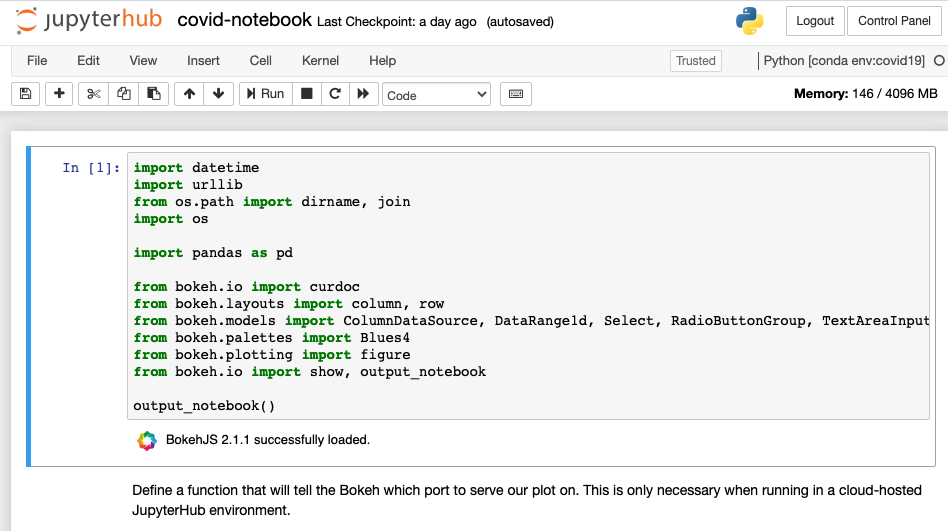 jupyterhub covid-notebook Last Checkpoint: a day ago (autosaved) Logout Control Panel
File Edit View Insert Cell Kernel Help Trusted Python [conda env:covid19]
Run Code Memory: 146 / 4096 MB
In [1]: import datetime
import urllib
from os.path import dirname, join
import os
import pandas as pd
from bokeh.io import curdoc
from bokeh.layouts import column, row
from bokeh.models import ColumnDataSource, DataRange1d, Select, RadioButtonGroup, TextAreaInput
from bokeh.palettes import Blues4
from bokeh.plotting import figure
from bokeh.io import show, output_notebook
output_notebook()
BokehJS 2.1.1 successfully loaded.
Define a function that will tell the Bokeh which port to serve our plot on. This is only necessary when running in a cloud-hosted
JupyterHub environment.